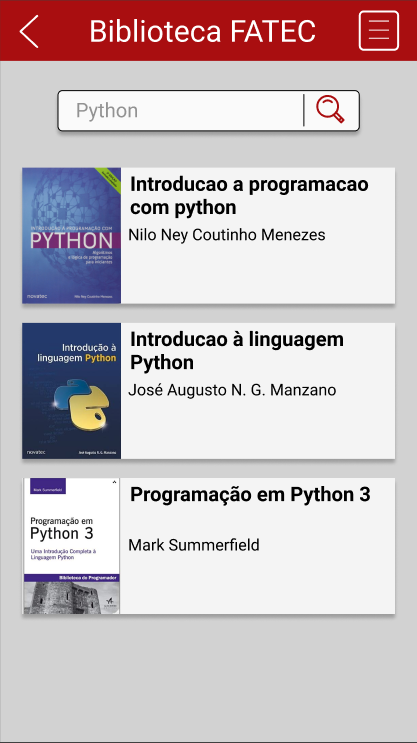 Biblioteca FATEC
Python
INTRODUÇÃO À PROGRAMAÇÃO COM
PYTHON
Algoritmos
e lógica de programação
para iniciantes
novatec
Nilo Ney Coutinho Menezes
Introducao a programacao
com python
Nilo Ney Coutinho Menezes
Introdução à
linguagem Python
novatec
José Augusto N. G. Manzano
Introducao à linguagem
Python
José Augusto N. G. Manzano
Mark Summerfield
Programação em
Python 3
Uma Introdução Completa à
Linguagem Python
Biblioteca do Programador
Programação em Python 3
Mark Summerfield